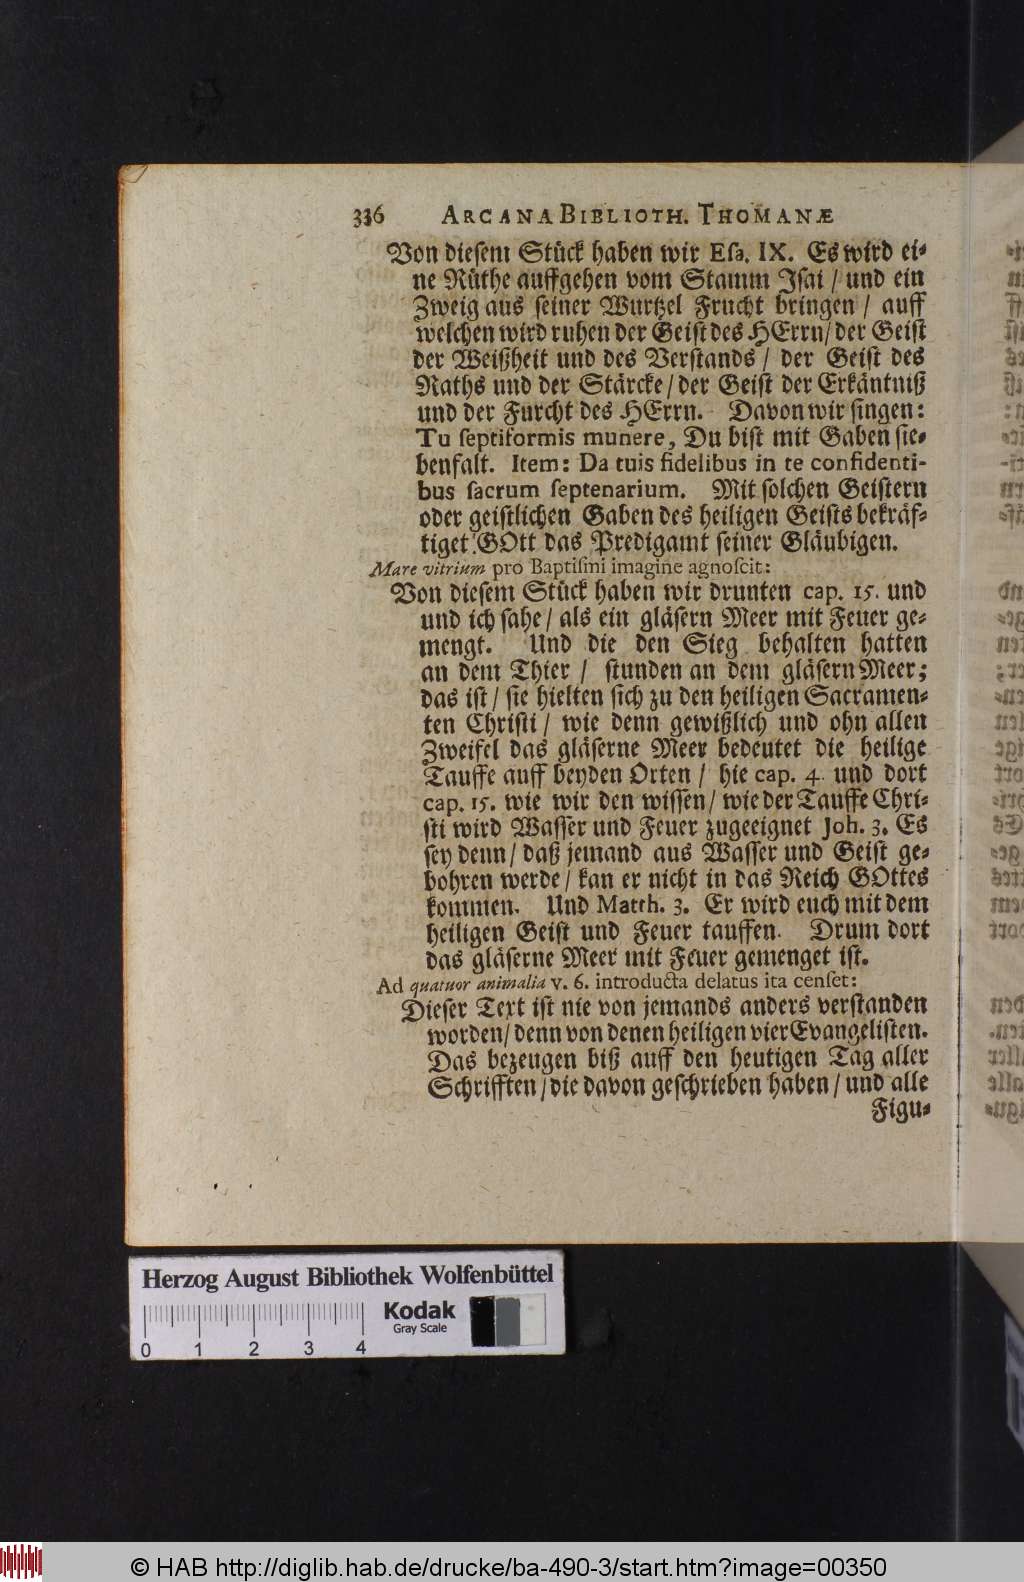 336 ARCANA BIBLIOTH. THOMANÆ
Von diesem Stück haben wir Esa. IX. Es wird ei-
ne Rüthe auffgehen vom Stamm Isai / und ein
Zweig aus seiner Wurtzel Frucht bringen / auff
welchen wird ruhen der Geist des HErrn / der Geist
der Weißheit und des Verstands / der Geist des
Raths und der Stärcke / der Geist der Erkäntniß
und der Furcht des HErrn. Davon wir singen:
Tu ſeptiformis munere, Du bist mit Gaben sie-
benfalt. Item: Da tuis fidelibus in te confidenti-
bus ſacrum ſeptenarium. Mit solchen Geistern
oder geistlichen Gaben des heiligen Geists bekräf-
tiget GOtt das Predigamt seiner Gläubigen.
Mare vitrium pro Baptiſmi imagine agnoſcit:
Von diesem Stück haben wir drunten cap. 15. und
und ich sahe / als ein gläsern Meer mit Feuer ge-
mengt. Und die den Sieg behalten hatten
an dem Thier / stunden an dem gläsern Meer;
das ist / sie hielten sich zu den heiligen Sacramen-
ten Christi / wie denn gewißlich und ohn allen
Zweifel das gläserne Meer bedeutet die heilige
Tauffe auff beyden Orten / hie cap. 4. und dort
cap. 15. wie wir den wissen / wie der Tauffe Chri-
sti wird Wasser und Feuer zugeeignet Joh. 3. Es
sey denn / daß jemand aus Wasser und Geist ge-
bohren werde / kan er nicht in das Reich GOttes
kommen. Und Matth. 3. Er wird euch mit dem
heiligen Geist und Feuer tauffen. Drum dort
das gläserne Meer mit Feuer gemenget ist.
Ad quatuor animalia v. 6. introducta delatus ita cenſet:
Dieser Text ist nie von jemands anders verstanden
worden / denn von denen heiligen vier Evangelisten.
Das bezeugen biß auff den heutigen Tag aller
Schrifften / die davon geschrieben haben / und alle
Figu-
Herzog August Bibliothek Wolfenbüttel
Kodak
Gray Scale
0 1 2 3 4
© HAB http://diglib.hab.de/drucke/ba-490-3/start.htm?image=00350